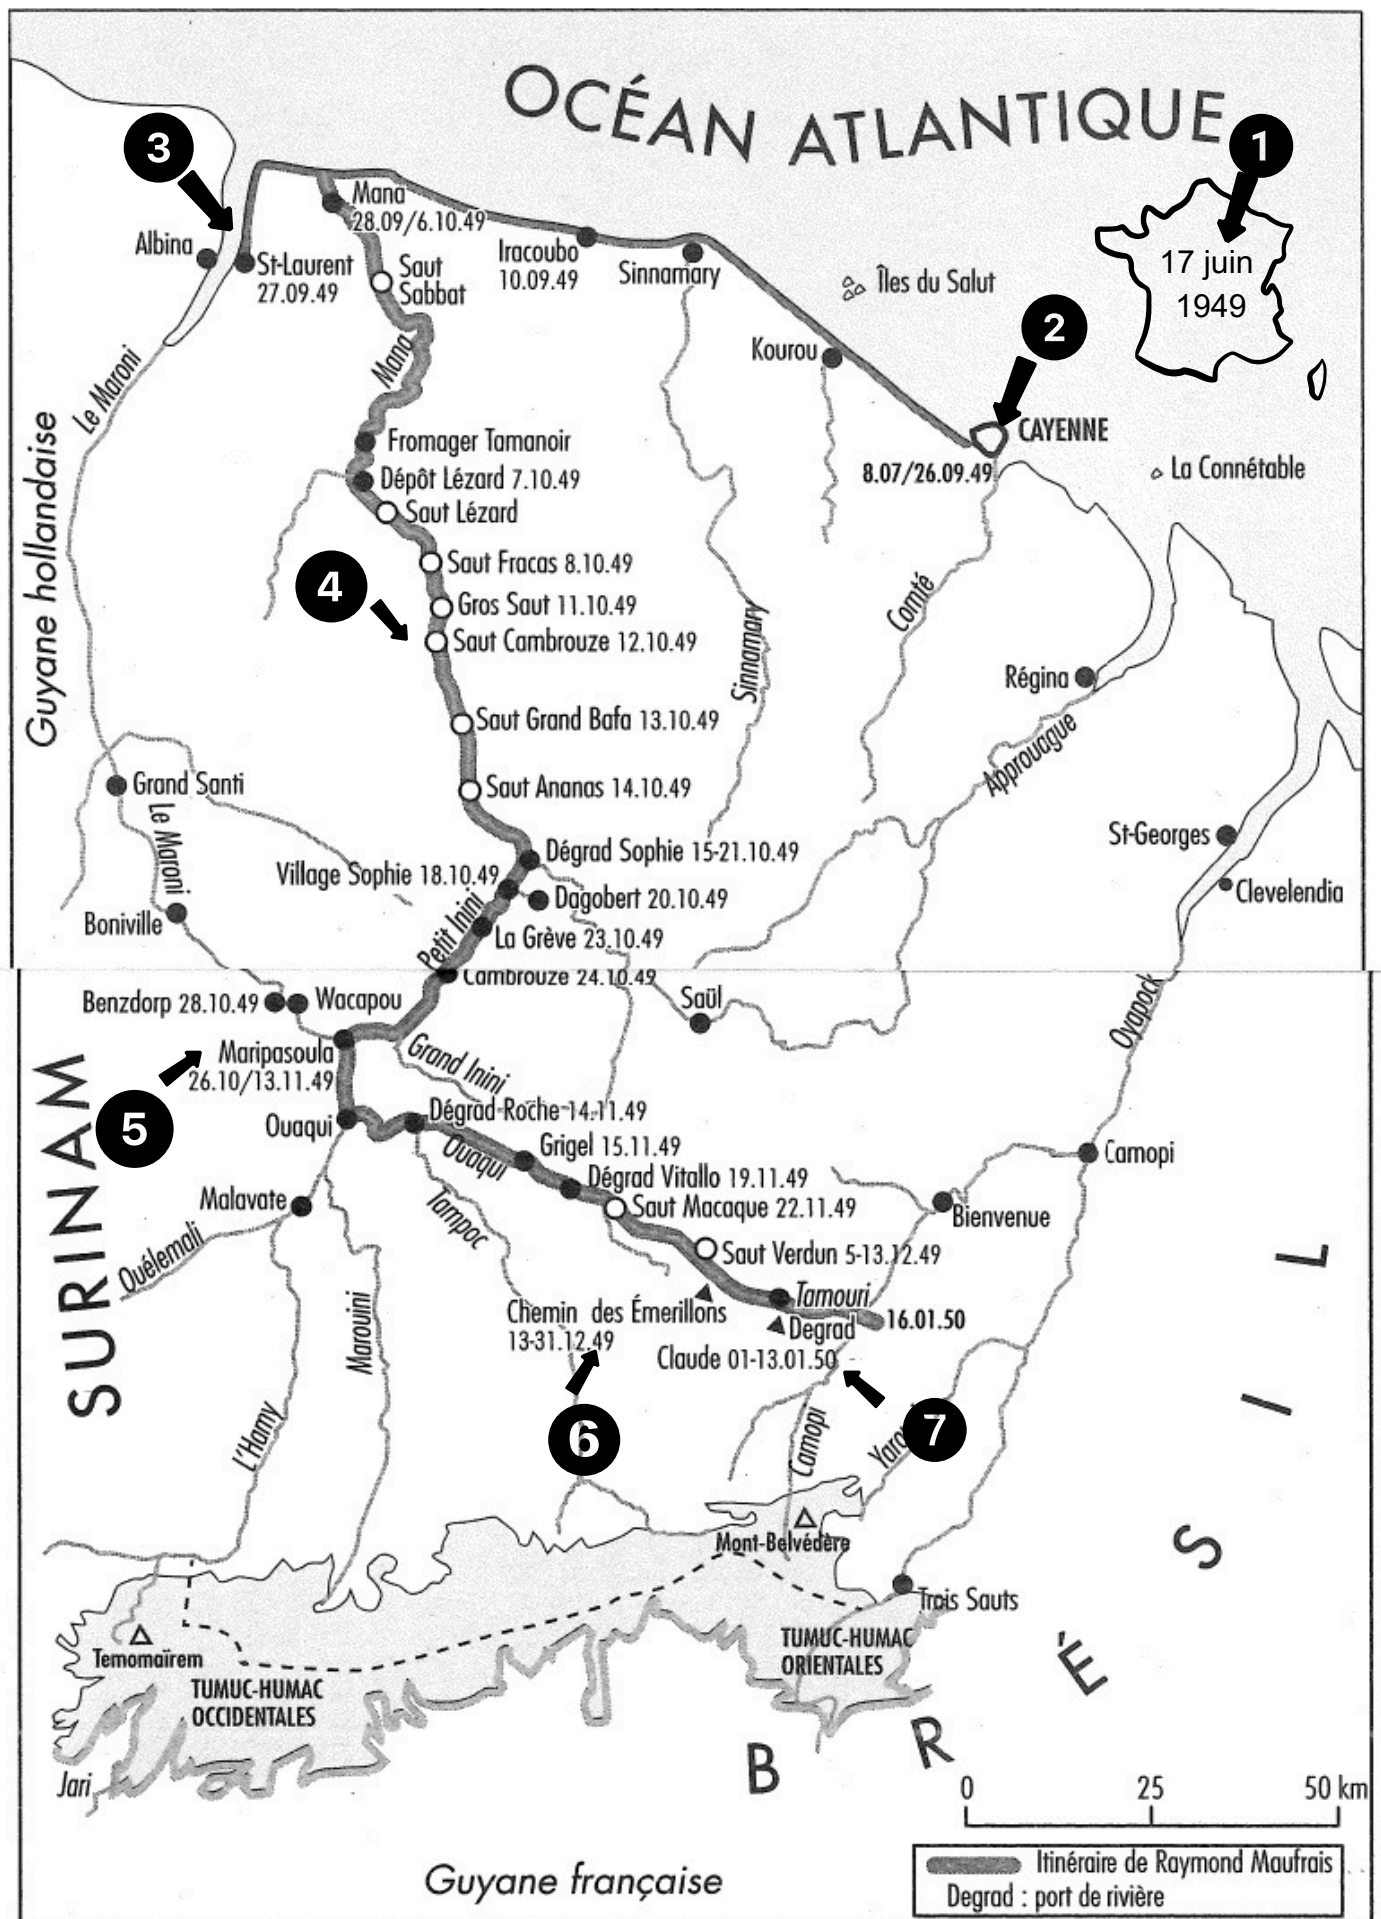 OCÉAN ATLANTIQUE
1
3
Mana
28.09/6.10.49
Albina
St-Laurent
27.09.49
Saut
Sabbat
Iracoubo
10.09.49
Sinnamary
Îles du Salut
17 juin
1949
2
Kourou
Le Maroni
Mana
CAYENNE
8.07/26.09.49
La Connétable
Guyane hollandaise
Fromager Tamanoir
Dépôt Lézard 7.10.49
Saut Lézard
Saut Fracas 8.10.49
4
Gros Saut 11.10.49
Saut Cambrouze 12.10.49
Sinnamary
Comté
Régina
Approuague
Saut Grand Bafa 13.10.49
Grand Santi
Le Maroni
Saut Ananas 14.10.49
Dégrad Sophie 15-21.10.49
Village Sophie 18.10.49
Dagobert 20.10.49
St-Georges
Clevelendia
Boniville
Petit Inini
La Grève 23.10.49
Cambrouze 24.10.49
Benzdorp 28.10.49
Wacapou
Saül
Oyapock
Maripasoula
26.10/13.11.49
Grand Inini
5
SURINAM
Ouaqui
Dégrad Roche 14.11.49
Ouaqui
Grigel 15.11.49
Dégrad Vitallo 19.11.49
Saut Macaque 22.11.49
Camopi
Bienvenue
Malavate
Tampoc
Ouélemali
Saut Verdun 5-13.12.49
Tamouri
16.01.50
Chemin des Émerillons
13-31.12.49
Degrad
Claude 01-13.01.50
Marouini
6
7
L'Hamy
Camopi
Mont-Belvédère
Trois Sauts
Temomaïrem
TUMUC-HUMAC
OCCIDENTALES
TUMUC-HUMAC
ORIENTALES
Jari
BRÉSIL
0 25 50 km
Guyane française
Itinéraire de Raymond Maufrais
Degrad : port de rivière